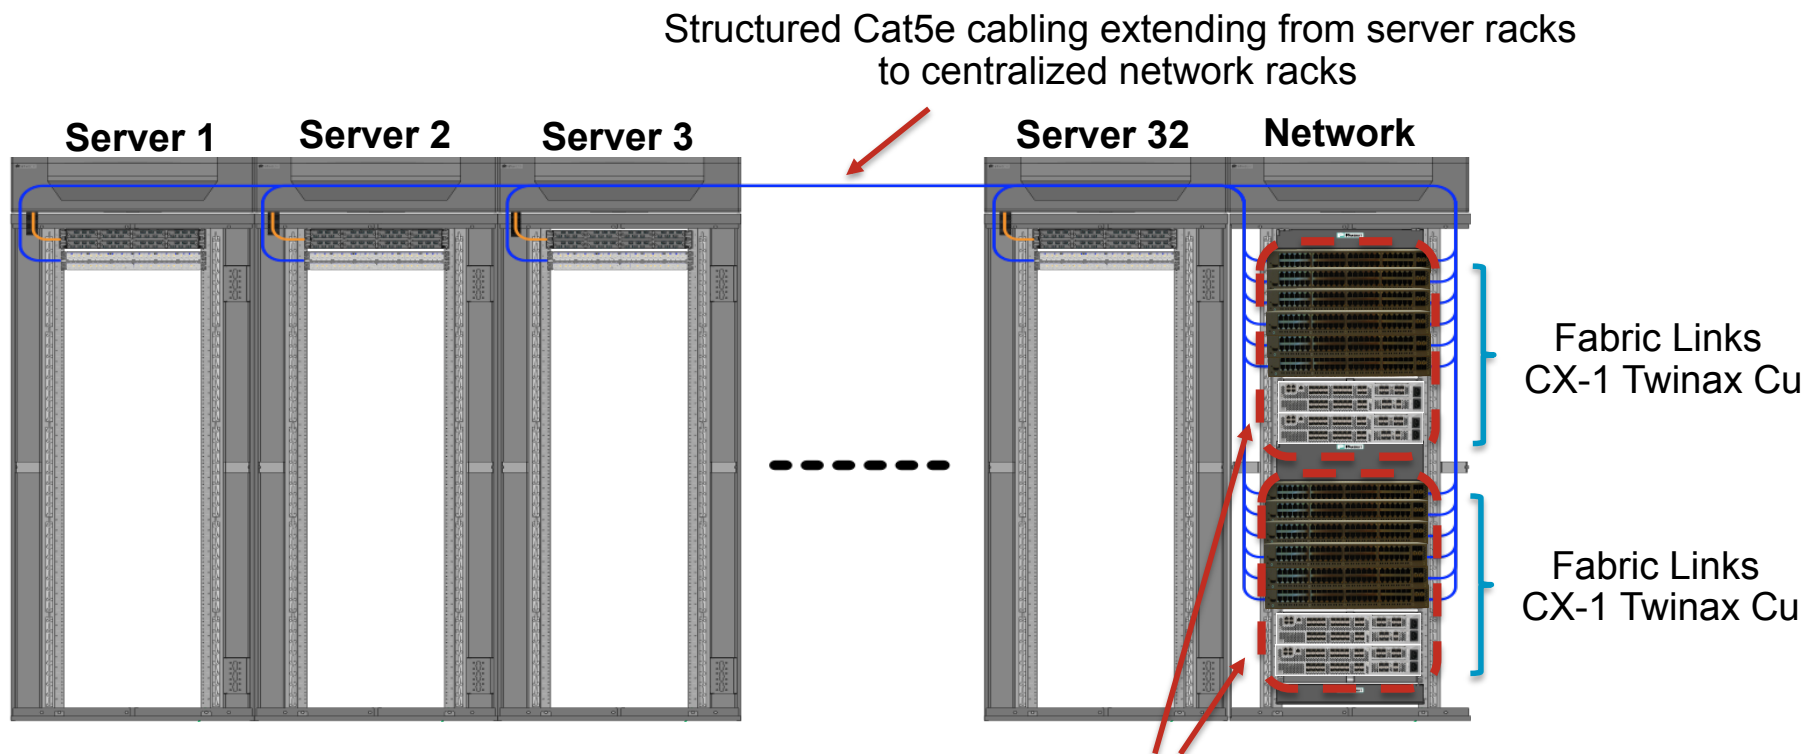 Structured Cat5e cabling extending from server racks
to centralized network racks
Server 1
Server 2
Server 3
Server 32
Network
Fabric Links
CX-1 Twinax Cu
Fabric Links
CX-1 Twinax Cu